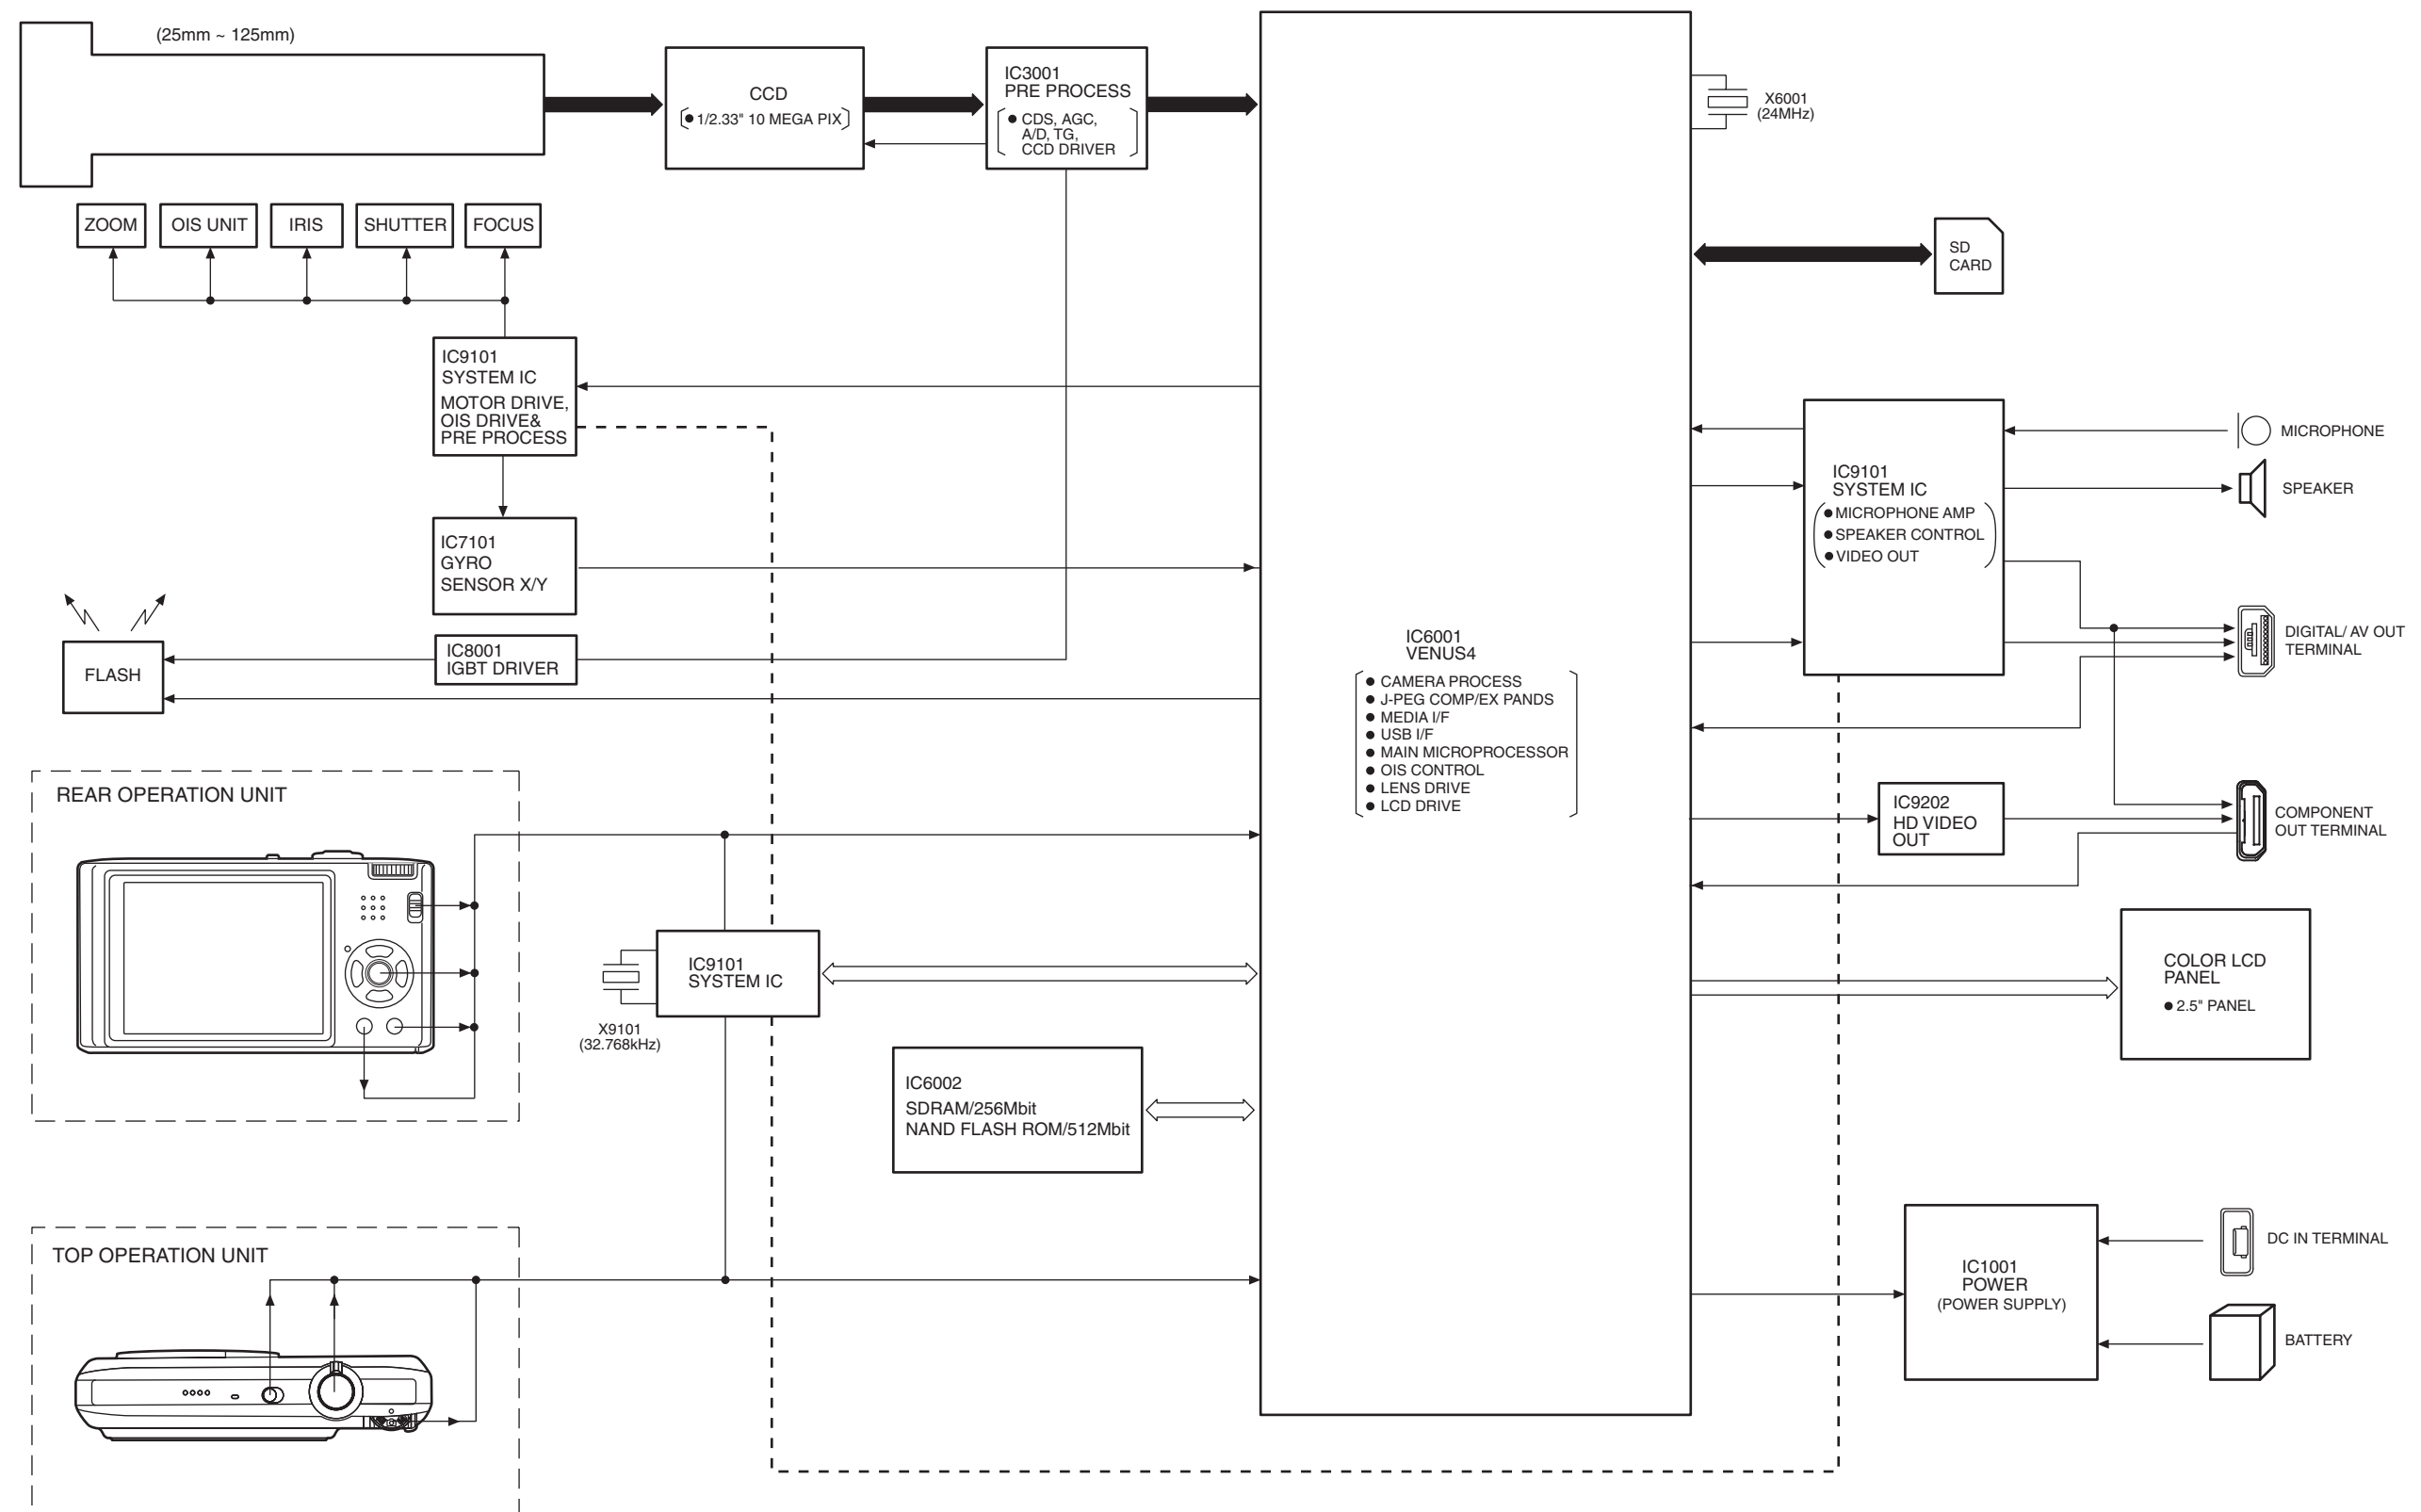 (25mm ~ 125mm)
CCD
● 1/2.33" 10 MEGA PIX
IC3001
PRE PROCESS
● CDS, AGC,
A/D, TG,
CCD DRIVER
X6001
(24MHz)
ZOOM
OIS UNIT
IRIS
SHUTTER
FOCUS
SD
CARD
IC9101
SYSTEM IC
MOTOR DRIVE,
OIS DRIVE&
PRE PROCESS
IC9101
SYSTEM IC
● MICROPHONE AMP
● SPEAKER CONTROL
● VIDEO OUT
MICROPHONE
SPEAKER
IC7101
GYRO
SENSOR X/Y
IC8001
IGBT DRIVER
FLASH
IC6001
VENUS4
● CAMERA PROCESS
● J-PEG COMP/EX PANDS
● MEDIA I/F
● USB I/F
● MAIN MICROPROCESSOR
● OIS CONTROL
● LENS DRIVE
● LCD DRIVE
DIGITAL/ AV OUT
TERMINAL
REAR OPERATION UNIT
IC9202
HD VIDEO
OUT
COMPONENT
OUT TERMINAL
IC9101
SYSTEM IC
X9101
(32.768kHz)
COLOR LCD
PANEL
● 2.5" PANEL
IC6002
SDRAM/256Mbit
NAND FLASH ROM/512Mbit
TOP OPERATION UNIT
IC1001
POWER
(POWER SUPPLY)
DC IN TERMINAL
BATTERY